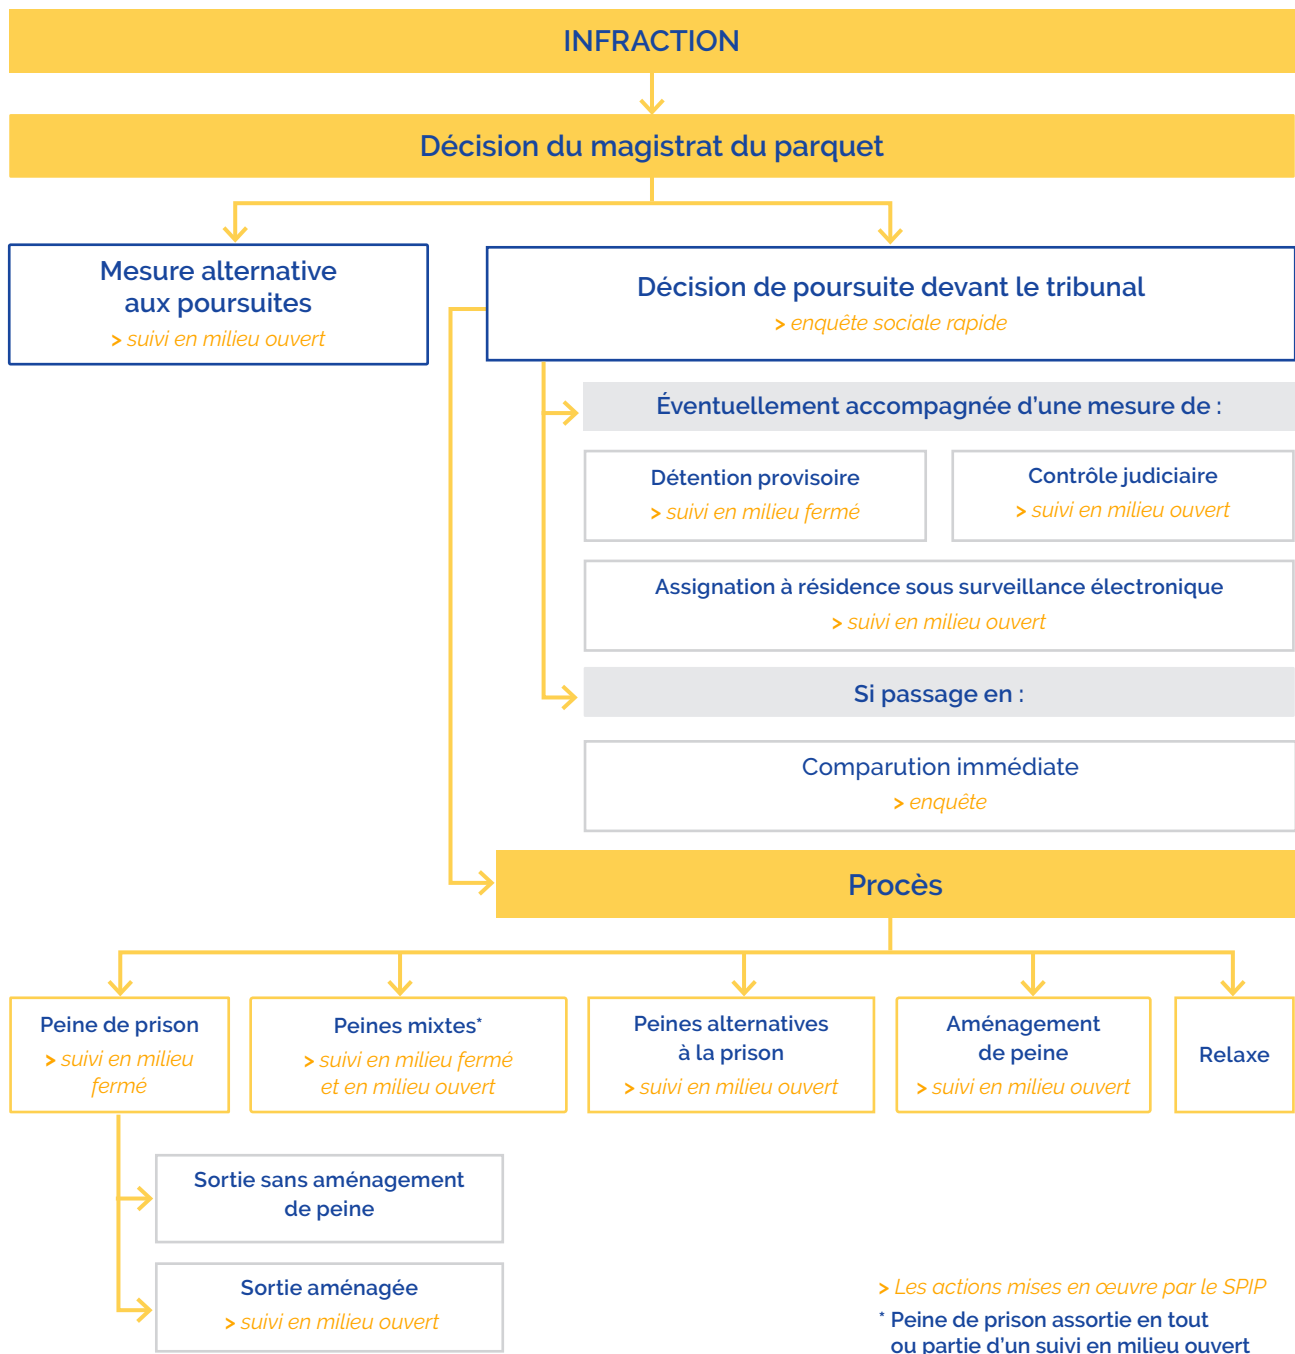 INFRACTION
Décision du magistrat du parquet
Mesure alternative
aux poursuites
> suivi en milieu ouvert
Décision de poursuite devant le tribunal
> enquête sociale rapide
Éventuellement accompagnée d’une mesure de :
Détention provisoire
> suivi en milieu fermé
Contrôle judiciaire
> suivi en milieu ouvert
Assignation à résidence sous surveillance électronique
> suivi en milieu ouvert
Si passage en :
Comparution immédiate
> enquête
Procès
Peine de prison
> suivi en milieu
fermé
Peines mixtes*
> suivi en milieu fermé
et en milieu ouvert
Peines alternatives
à la prison
> suivi en milieu ouvert
Aménagement
de peine
> suivi en milieu ouvert
Relaxe
Sortie sans aménagement
de peine
Sortie aménagée
> suivi en milieu ouvert
> Les actions mises en œuvre par le SPIP
* Peine de prison assortie en tout
ou partie d’un suivi en milieu ouvert